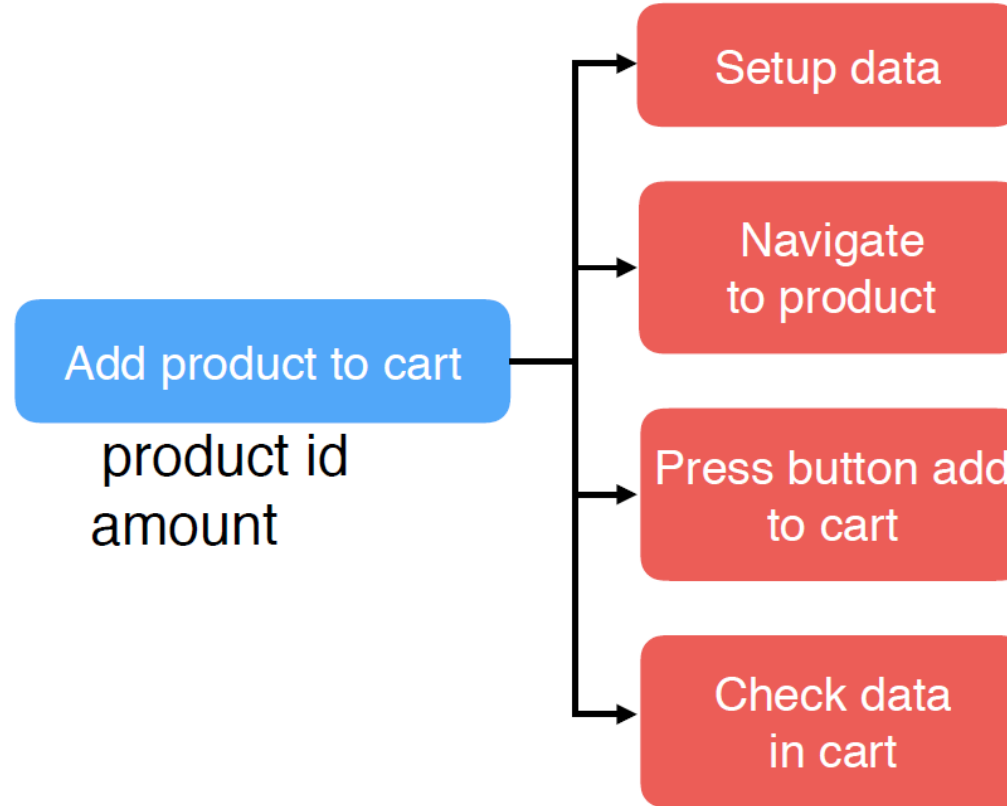 Setup data
Navigate
to product
Add product to cart
product id
amount
Press button add
to cart
Check data
in cart